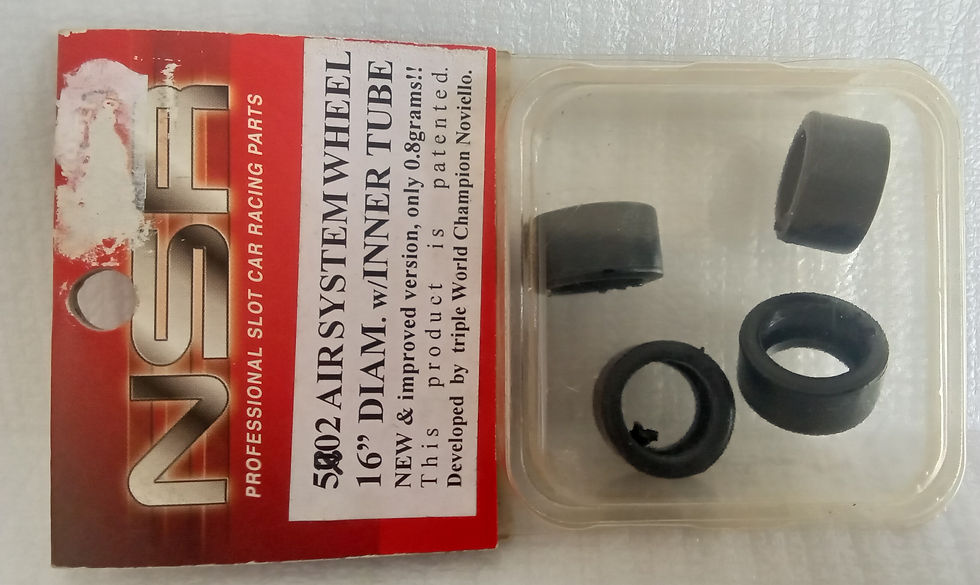 NSR
PROFESSIONAL SLOT CAR RACING PARTS
AIR SYSTEM WHEEL
16” DIAM. w/INNER TUBE
NEW & improved version, only 0.8grams!!
This product is patented.
Developed by triple World Champion Noviello.